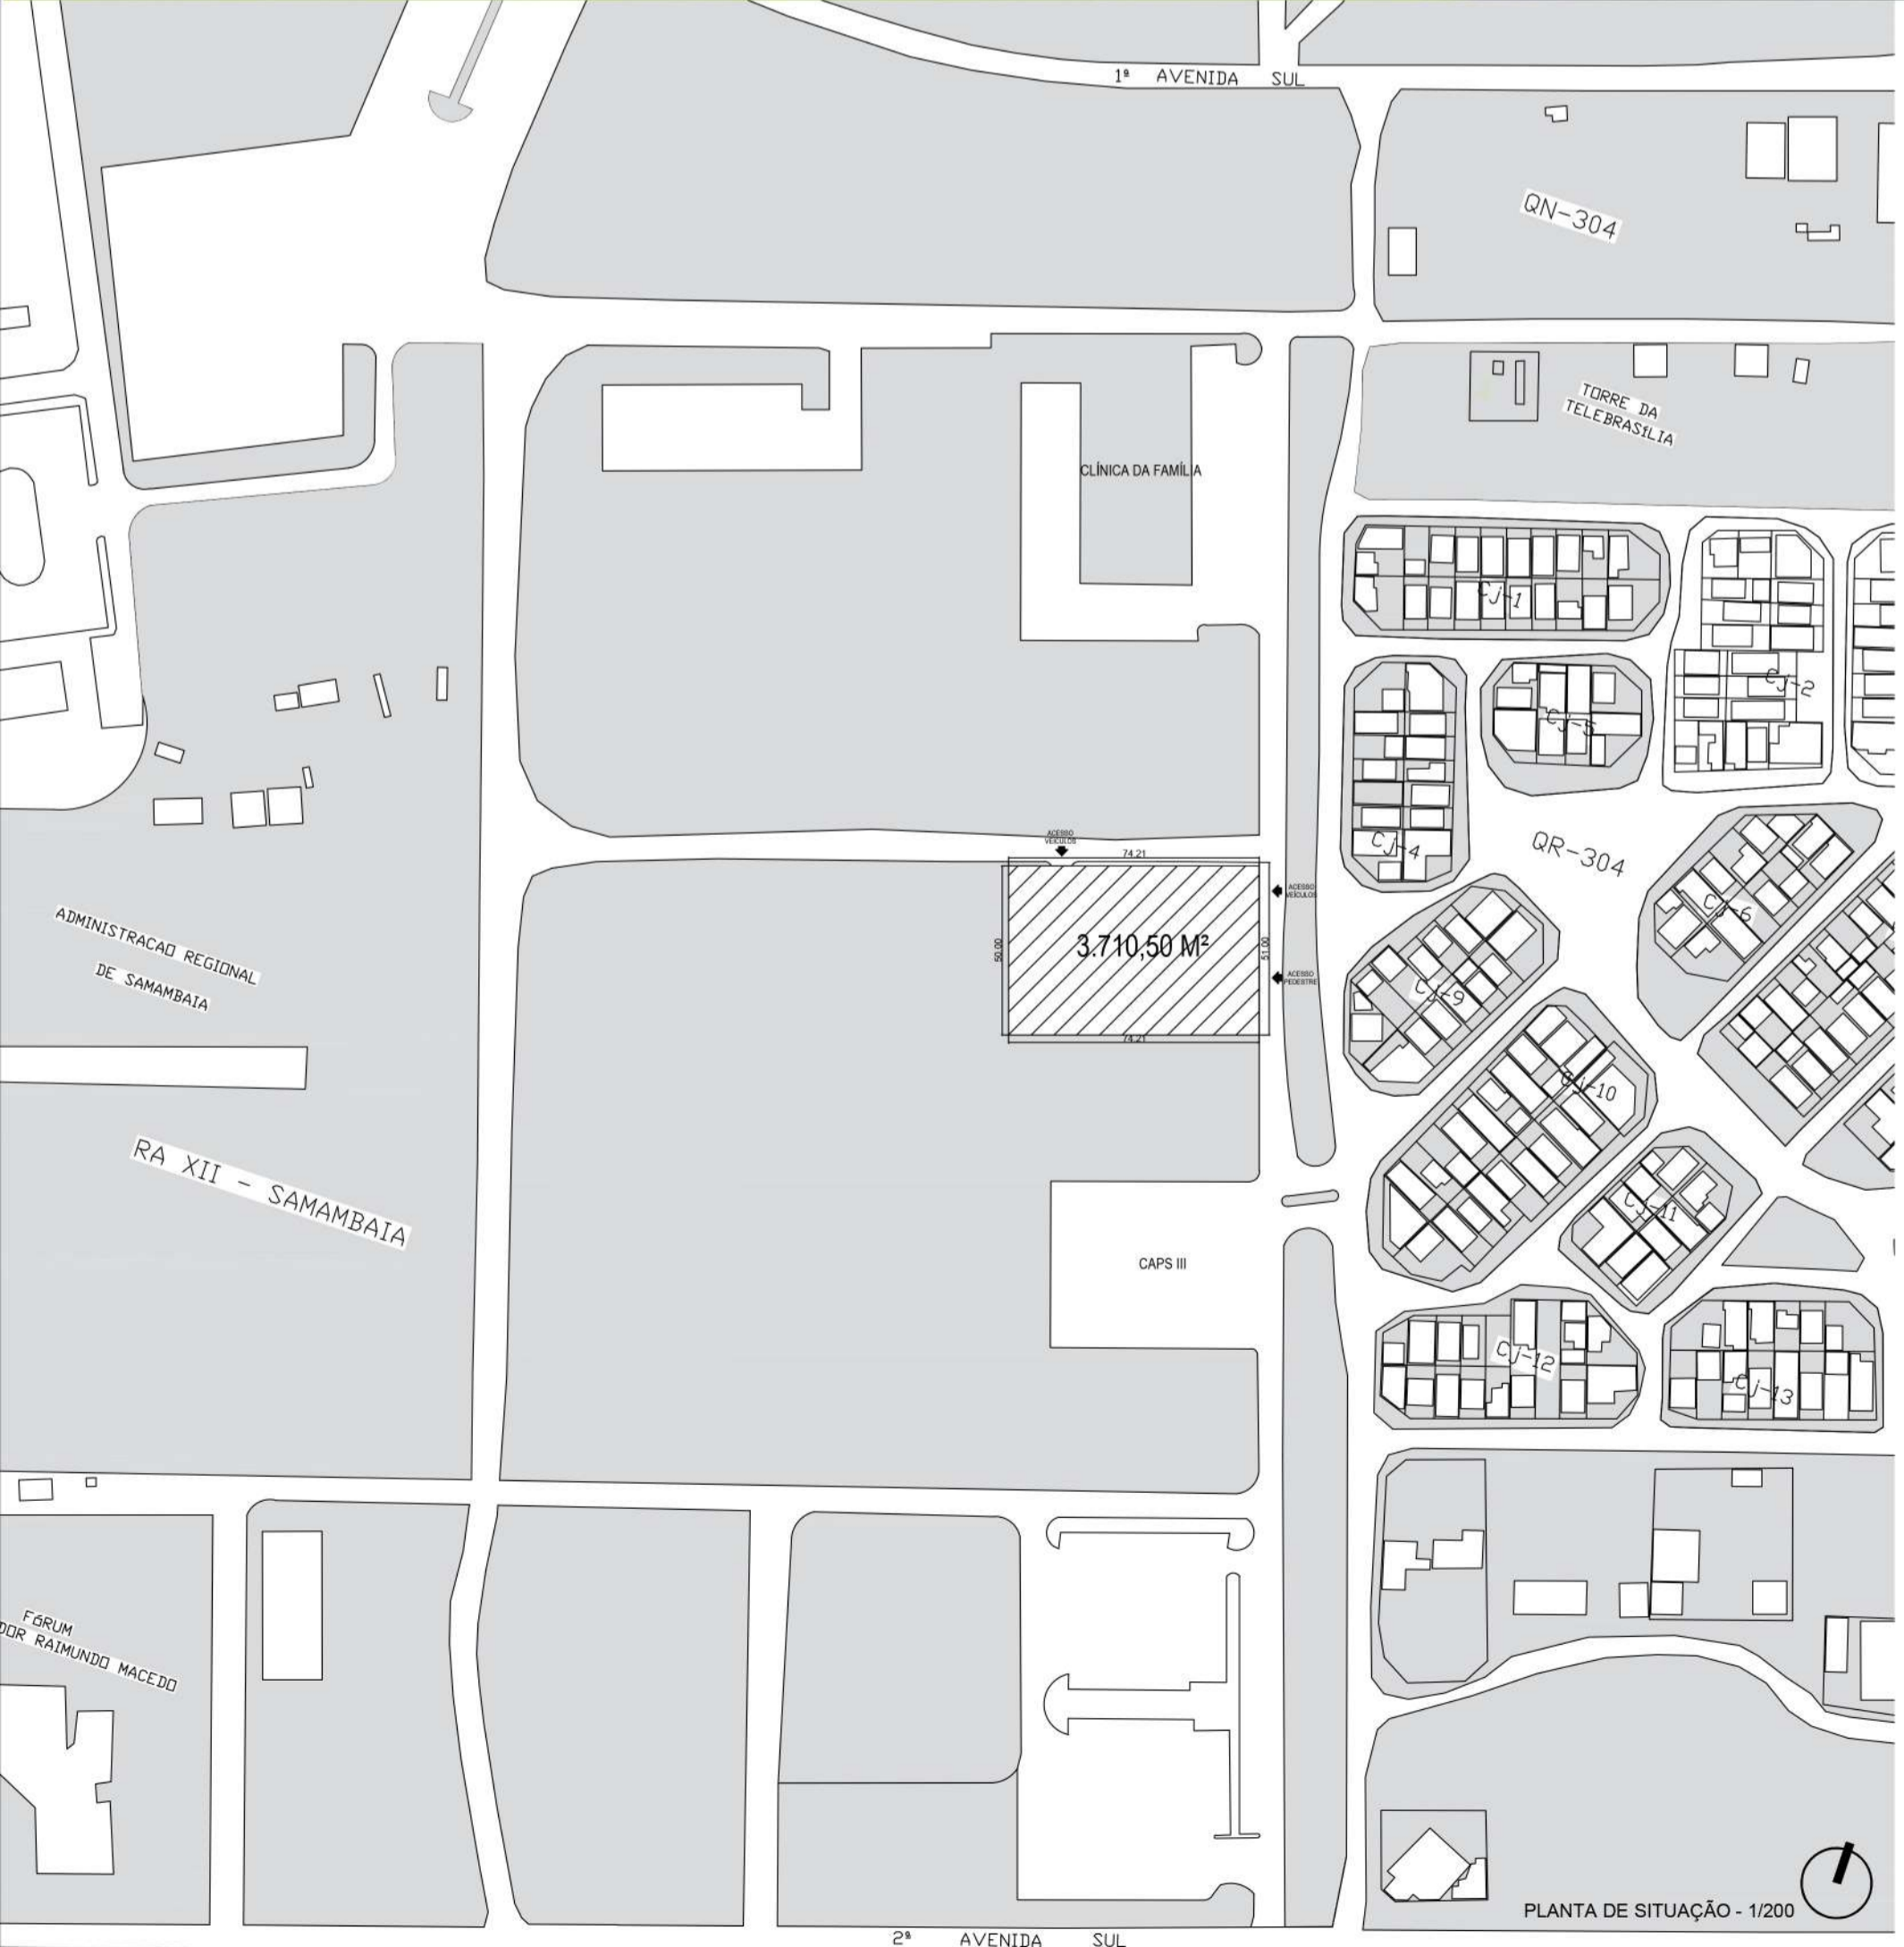 1ª AVENIDA SUL
QN-304
TORRE DA
TELEBRASÍLIA
CLÍNICA DA FAMÍLIA
Cj-1
Cj-2
Cj-5
Cj-4
QR-304
ACESSO
VEÍCULOS
74.21
ACESSO
VEÍCULOS
Cj-6
ADMINISTRACAO REGIONAL
DE SAMAMBAIA
50.00
3.710,50 M²
51.00
ACESSO
PEDESTRE
74.21
Cj-9
Cj-10
RA XII - SAMAMBAIA
Cj-11
CAPS III
Cj-12
Cj-13
FÓRUM
DOR RAIMUNDO MACEDO
PLANTA DE SITUAÇÃO - 1/200
2ª AVENIDA SUL